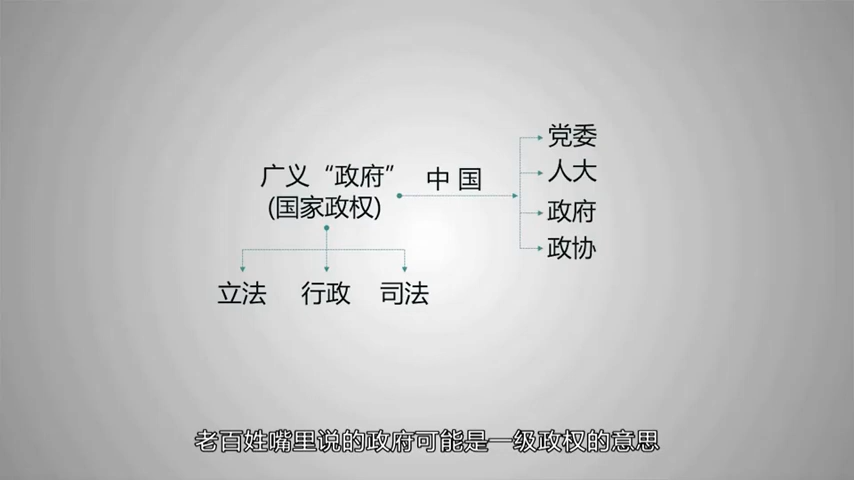 广义“政府”
(国家政权)
中国
党委
人大
政府
政协
立法
行政
司法
老百姓嘴里说的政府可能是一级政权的意思